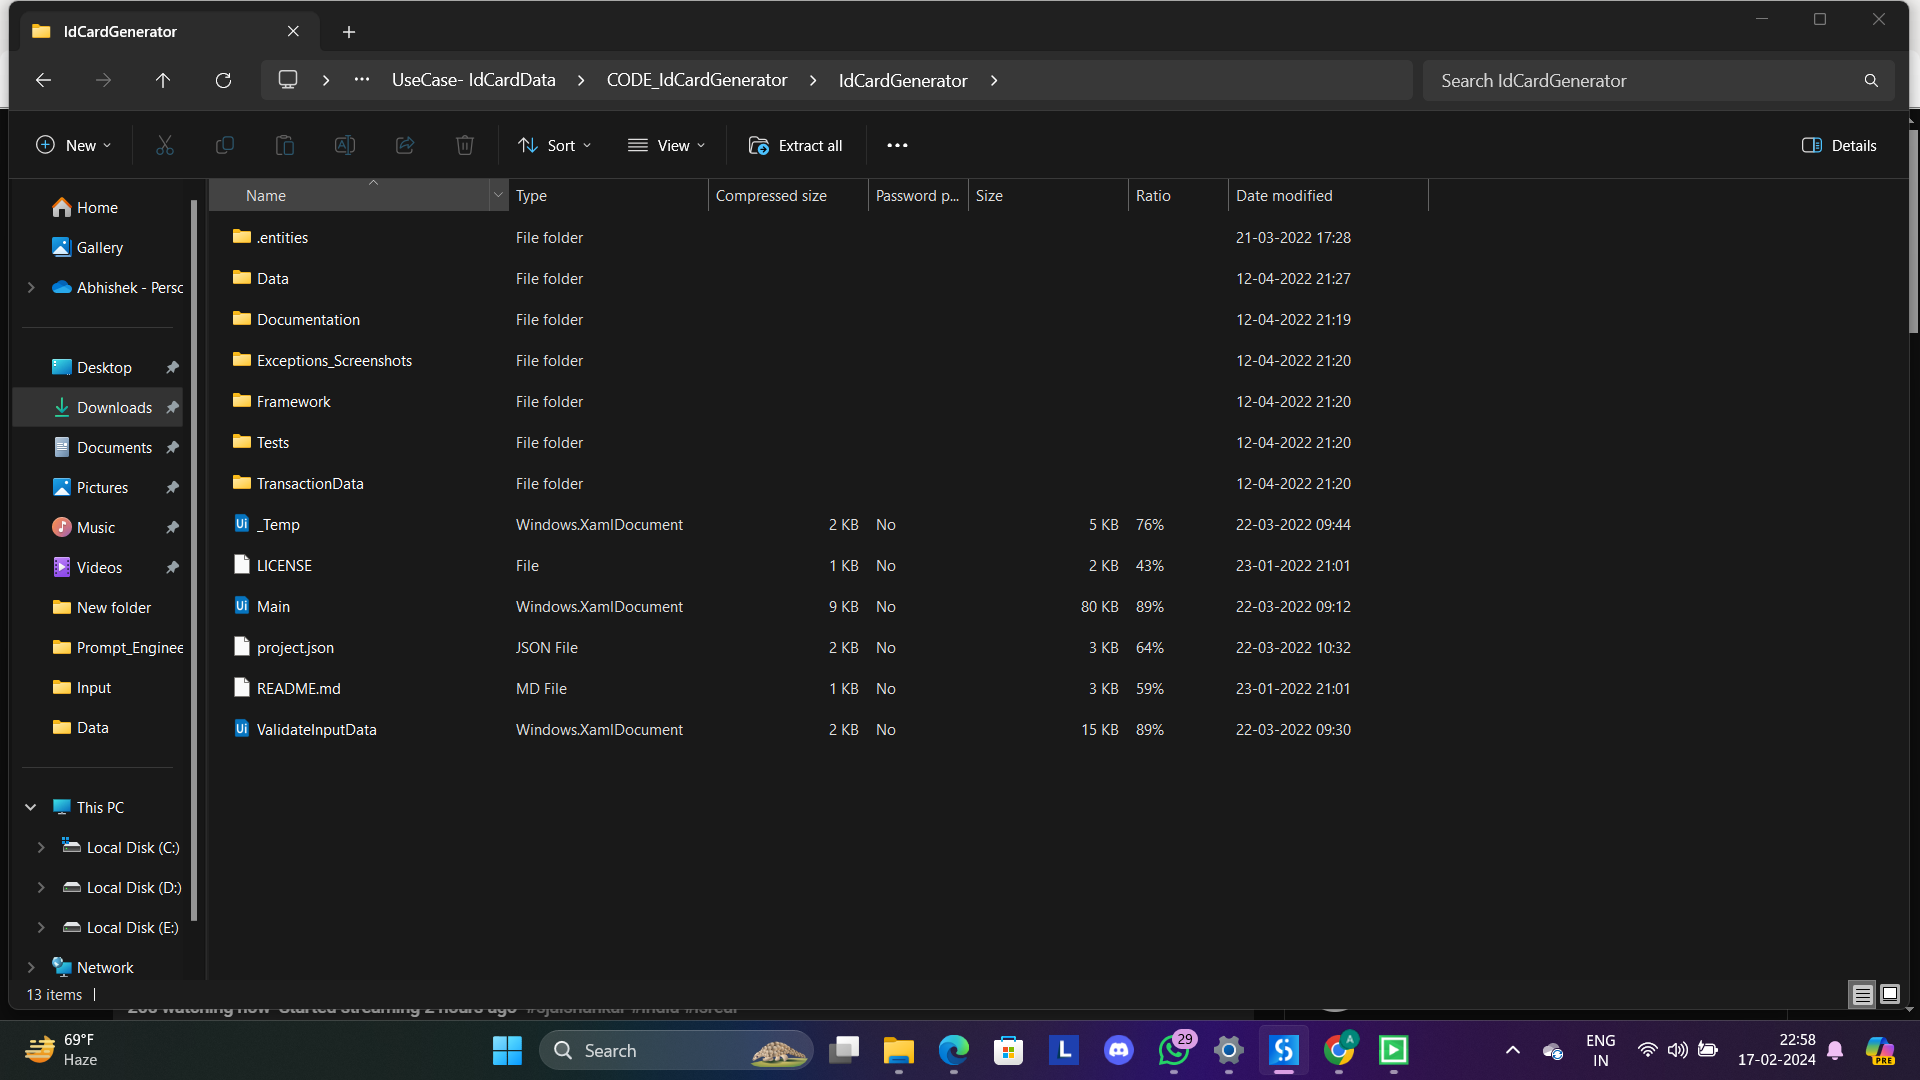 IdCardGenerator
UseCase- IdCardData
CODE_IdCardGenerator
IdCardGenerator
Search IdCardGenerator
New
Sort
View
Extract all
Details
Name Type Compressed size Password p... Size Ratio Date modified
.entities File folder 21-03-2022 17:28
Data File folder 12-04-2022 21:27
Documentation File folder 12-04-2022 21:19
Exceptions_Screenshots File folder 12-04-2022 21:20
Framework File folder 12-04-2022 21:20
Tests File folder 12-04-2022 21:20
TransactionData File folder 12-04-2022 21:20
Ui _Temp Windows.XamlDocument 2 KB No 5 KB 76% 22-03-2022 09:44
LICENSE File 1 KB No 2 KB 43% 23-01-2022 21:01
Ui Main Windows.XamlDocument 9 KB No 80 KB 89% 22-03-2022 09:12
project.json JSON File 2 KB No 3 KB 64% 22-03-2022 10:32
README.md MD File 1 KB No 3 KB 59% 23-01-2022 21:01
Ui ValidateInputData Windows.XamlDocument 2 KB No 15 KB 89% 22-03-2022 09:30
Home
Gallery
Abhishek - Persc
Desktop
Downloads
Documents
Pictures
Music
Videos
New folder
Prompt_Enginee
Input
Data
This PC
Local Disk (C:)
Local Disk (D:)
Local Disk (E:)
Network
13 items
69°F
Haze
Search
L
29
A
ENG
IN
22:58
17-02-2024
PRE